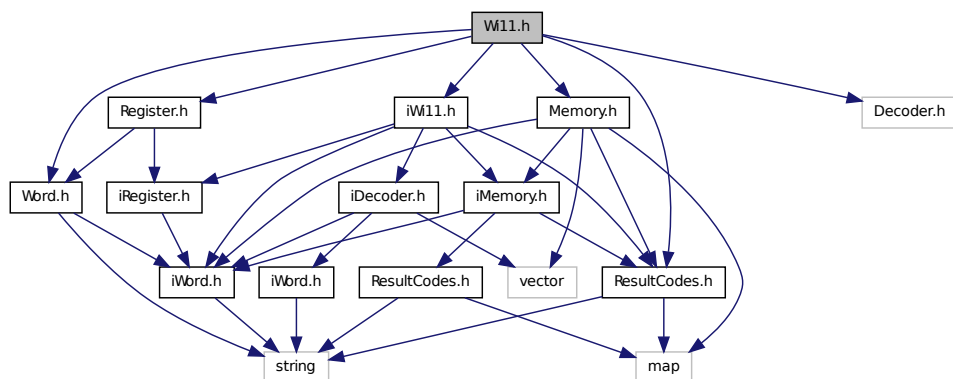 Wi11.h
Register.h
iWi11.h
Memory.h
Decoder.h
Word.h
iRegister.h
iDecoder.h
iMemory.h
iWord.h
iWord.h
ResultCodes.h
vector
ResultCodes.h
string
map